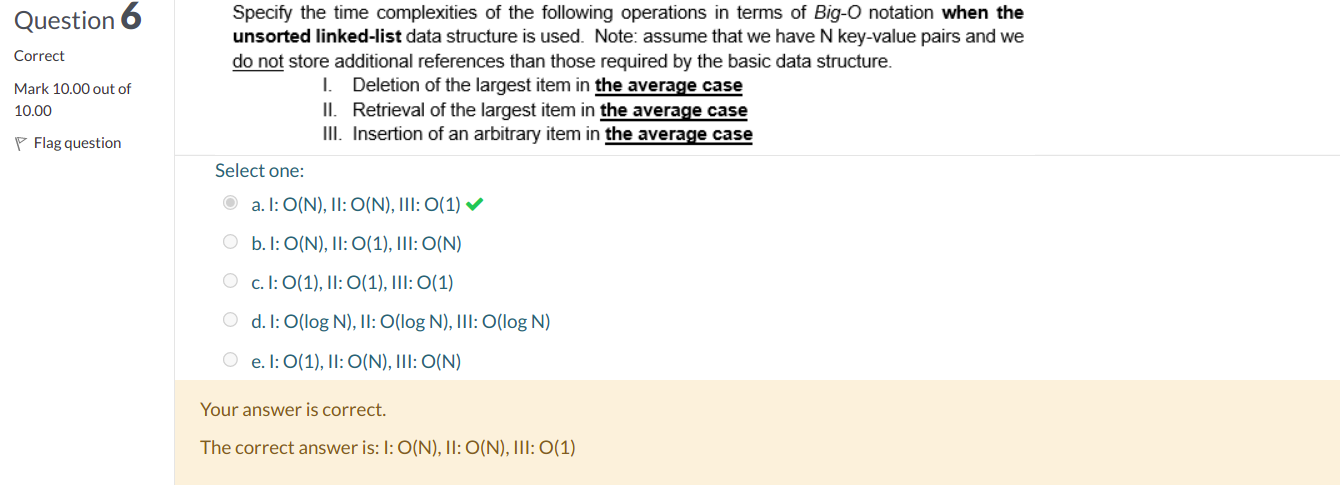 Question 6
Correct
Mark 10.00 out of
10.00
Flag question
Specify the time complexities of the following operations in terms of Big-O notation when the
unsorted linked-list data structure is used. Note: assume that we have N key-value pairs and we
do not store additional references than those required by the basic data structure.
I. Deletion of the largest item in the average case
II. Retrieval of the largest item in the average case
III. Insertion of an arbitrary item in the average case
Select one:
a. I: O(N), II: O(N), III: O(1)
b. I: O(N), II: O(1), III: O(N)
c. I: O(1), II: O(1), III: O(1)
d. I: O(log N), II: O(log N), III: O(log N)
e. I: O(1), II: O(N), III: O(N)
Your answer is correct.
The correct answer is: I: O(N), II: O(N), III: O(1)